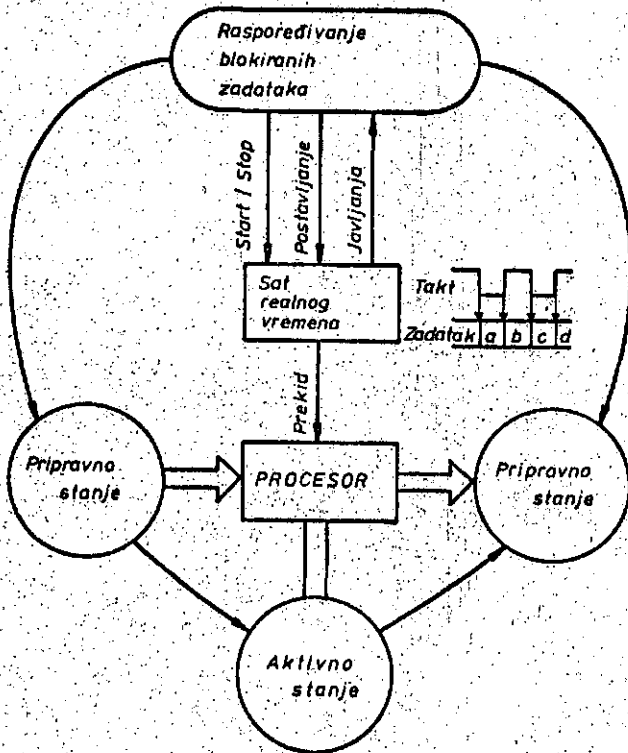 Raspoređivanje
blokiranih
zadataka
Start / Stop
Postavljanje
Javljanja
Sat
realnog
vremena
Takt
Zadatak a b c d
Prekid
Pripravno
stanje
PROCESOR
Pripravno
stanje
Aktivno
stanje